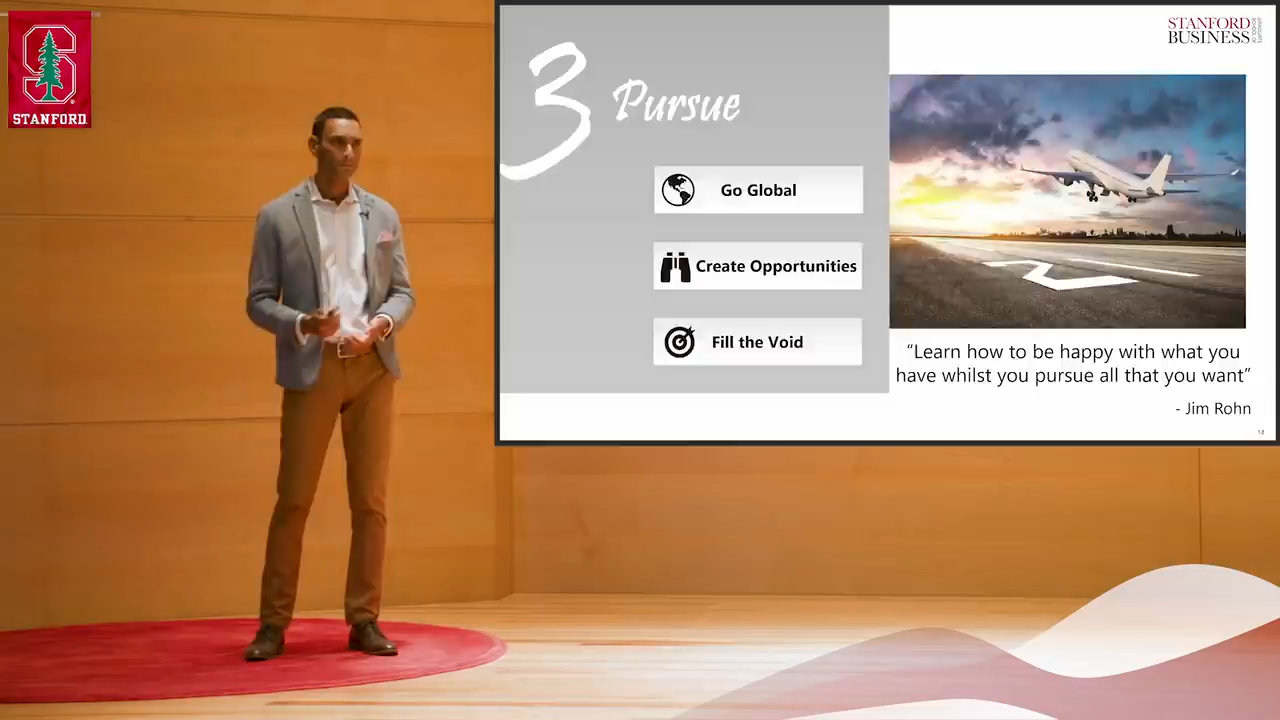 STANFORD
3 Pursue
Go Global
Create Opportunities
Fill the Void
STANFORD
BUSINESS
“Learn how to be happy with what you
have whilst you pursue all that you want”
- Jim Rohn